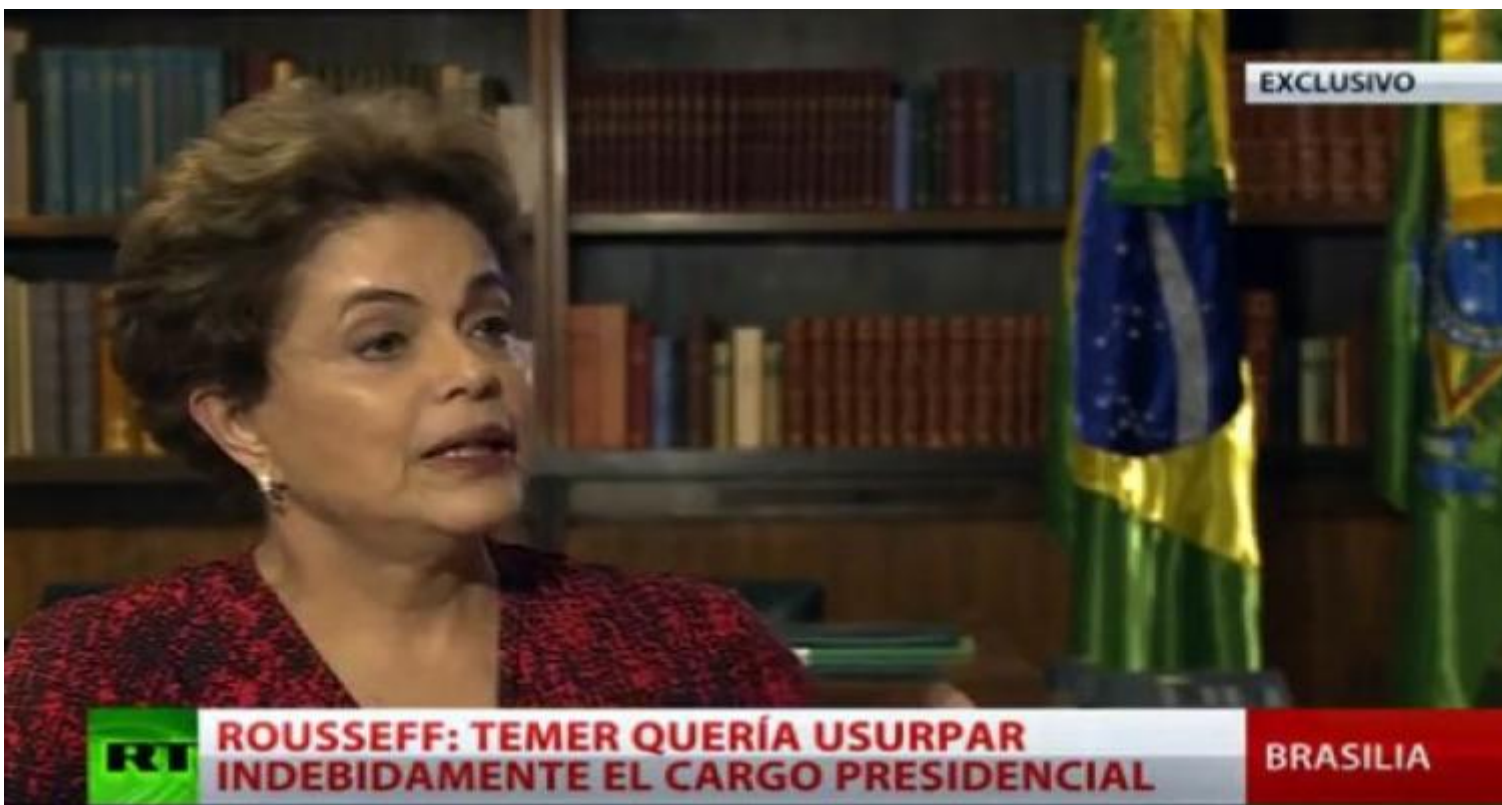 EXCLUSIVO
RT
ROUSSEFF: TEMER QUERÍA USURPAR
INDEBIDAMENTE EL CARGO PRESIDENCIAL
BRASILIA